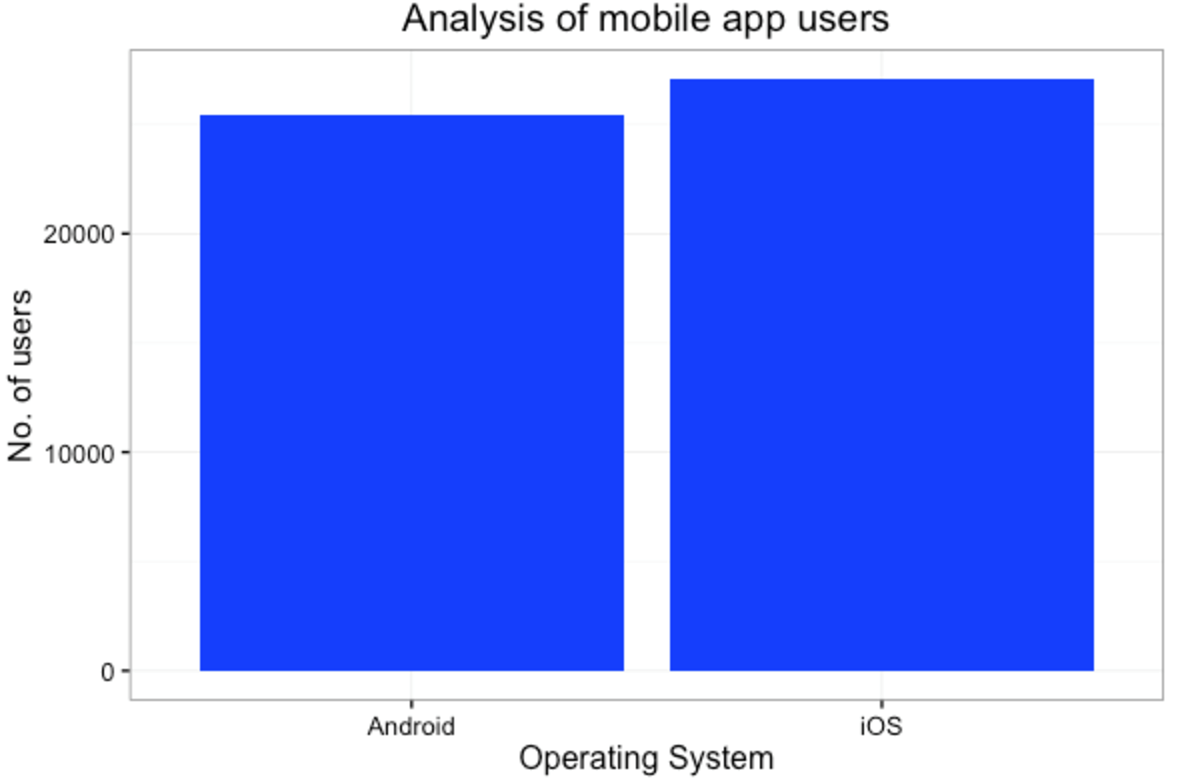 Analysis of mobile app users
No. of users
20000
10000
0
Android
iOS
Operating System